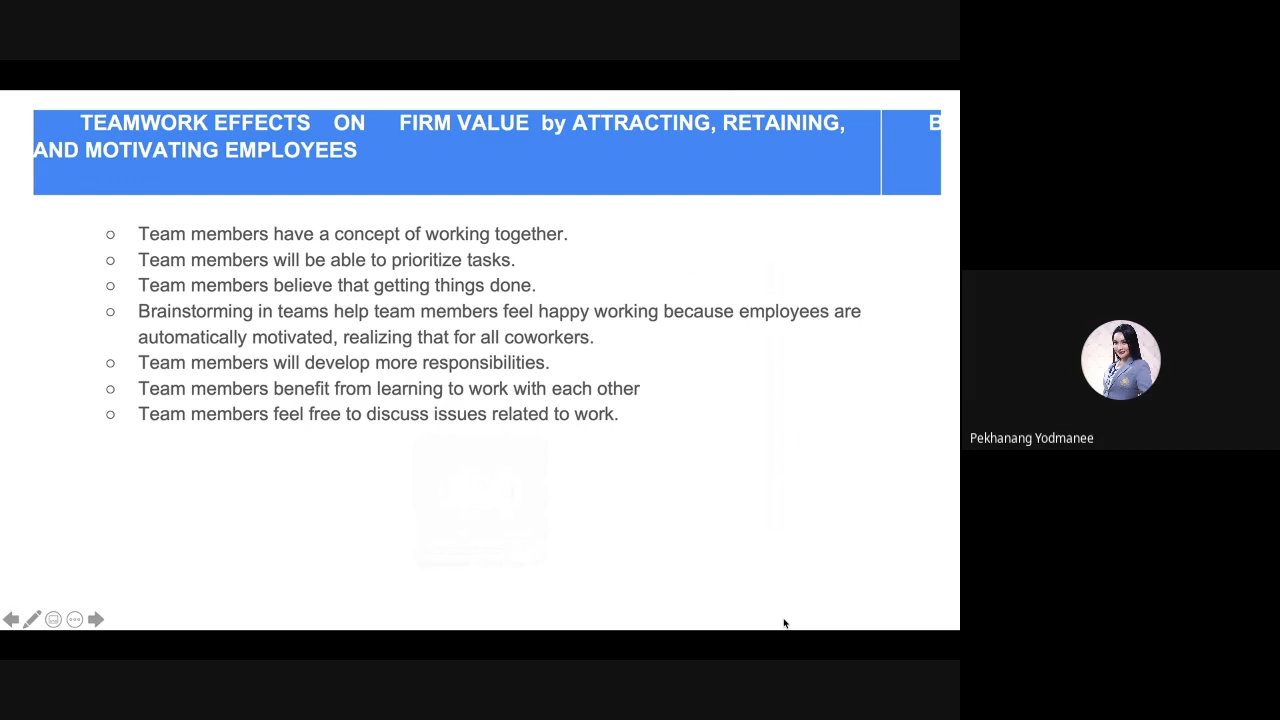 TEAMWORK EFFECTS ON FIRM VALUE by ATTRACTING, RETAINING, B
AND MOTIVATING EMPLOYEES
○ Team members have a concept of working together.
○ Team members will be able to prioritize tasks.
○ Team members believe that getting things done.
○ Brainstorming in teams help team members feel happy working because employees are
automatically motivated, realizing that for all coworkers.
○ Team members will develop more responsibilities.
○ Team members benefit from learning to work with each other
○ Team members feel free to discuss issues related to work.
Pekhanang Yodmanee